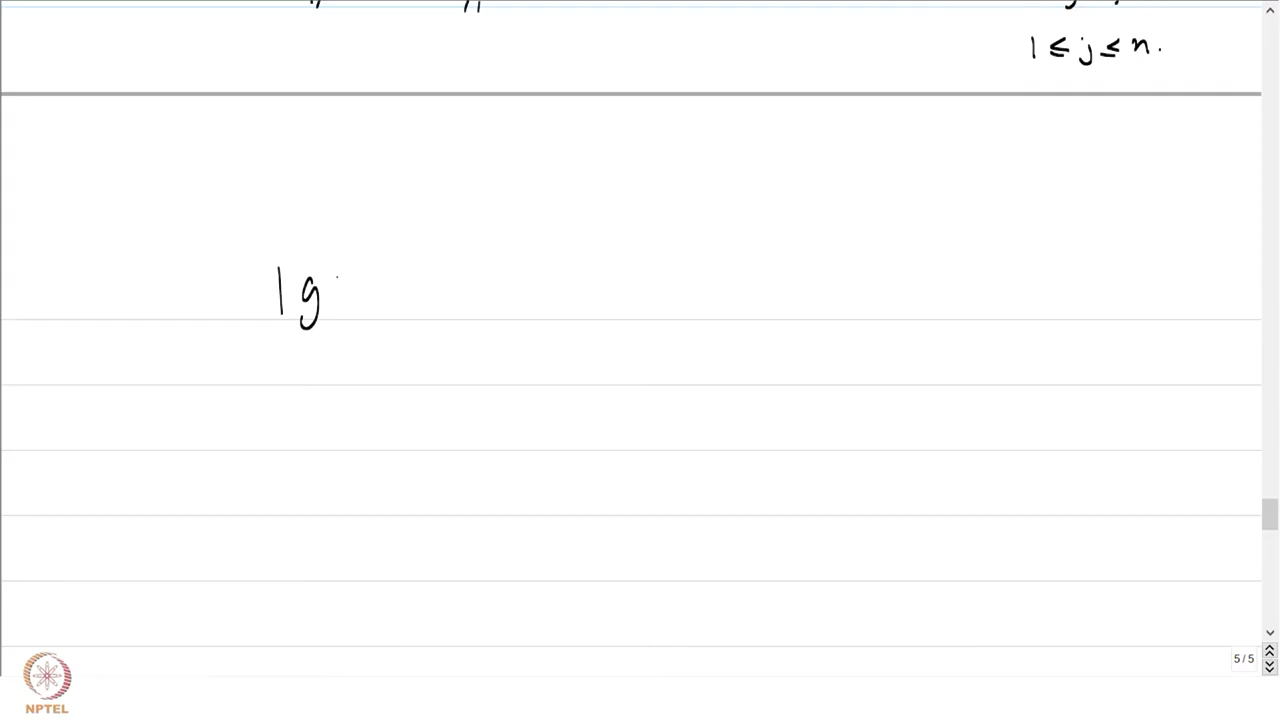 1 ≤ j ≤ n.
| g
5 / 5
NPTEL